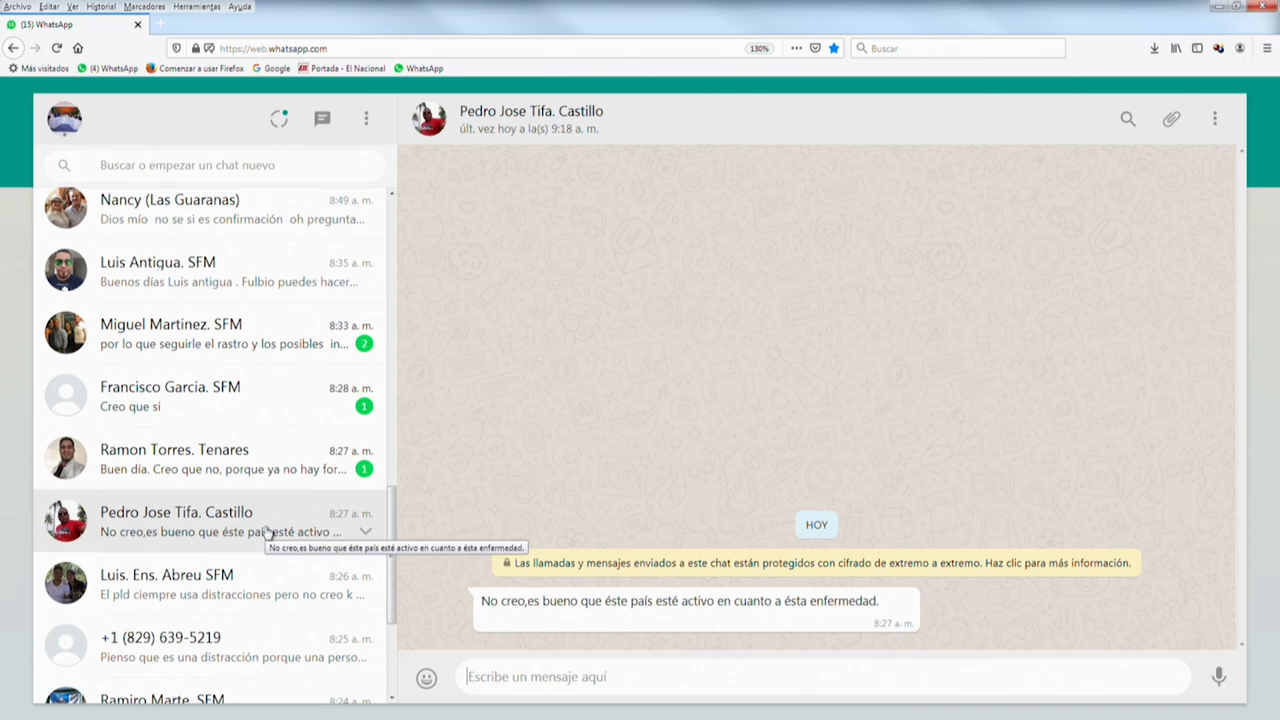 Archivo Editar Ver Historial Marcadores Herramientas Ayuda
(15) WhatsApp
https://web.whatsapp.com
130%
Buscar
Más visitados
(4) WhatsApp
Comenzar a usar Firefox
Google
Portada - El Nacional
WhatsApp
Buscar o empezar un chat nuevo
Nancy (Las Guaranas)
8:49 a. m.
Dios mío no se si es confirmación oh pregunta...
Luis Antigua. SFM
8:35 a. m.
Buenos días Luis antigua . Fulbio puedes hacer...
Miguel Martinez. SFM
8:33 a. m.
por lo que seguirle el rastro y los posibles in...
2
Francisco Garcia. SFM
8:28 a. m.
Creo que si
1
Ramon Torres. Tenares
8:27 a. m.
Buen día. Creo que no, porque ya no hay for...
1
Pedro Jose Tifa. Castillo
8:27 a. m.
No creo,es bueno que éste país esté activo ...
No creo,es bueno que éste país esté activo en cuanto a ésta enfermedad.
Luis. Ens. Abreu SFM
8:26 a. m.
El pld ciempre usa distracciones pero no creo k ...
+1 (829) 639-5219
8:25 a. m.
Pienso que es una distracción porque una perso...
Ramiro Marte. SFM
8:24 a. m.
Pedro Jose Tifa. Castillo
últ. vez hoy a la(s) 9:18 a. m.
HOY
Las llamadas y mensajes enviados a este chat están protegidos con cifrado de extremo a extremo. Haz clic para más información.
No creo,es bueno que éste país esté activo en cuanto a ésta enfermedad.
8:27 a. m.
Escribe un mensaje aquí